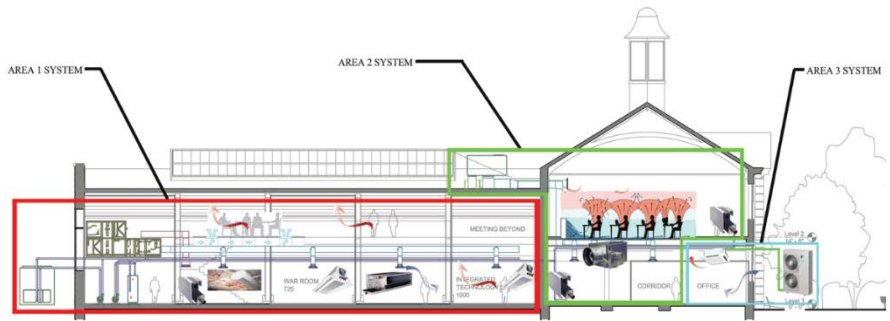 AREA 2 SYSTEM
AREA 1 SYSTEM
AREA 3 SYSTEM
MEETING BEYOND
Level 2
WAR ROOM
725
INTEGRATED
TECHNOLOGY
CORRIDOR
OFFICE
Level 1